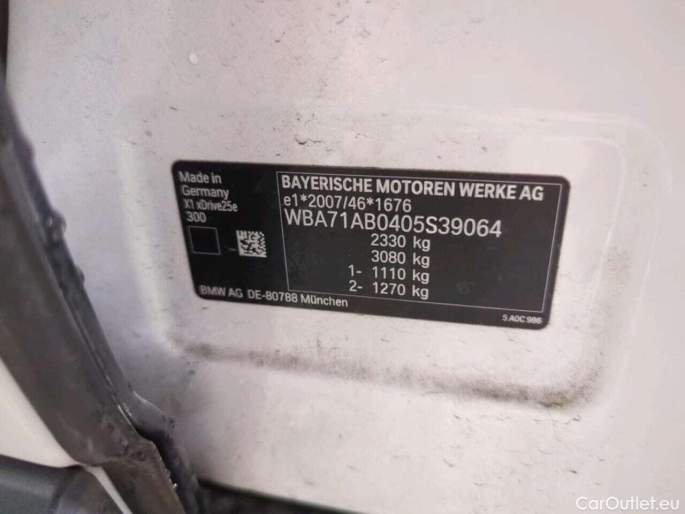 Made in
Germany
X1 xDrive25e
300
BAYERISCHE MOTOREN WERKE AG
e1*2007/46*1676
WBA71AB0405S39064
2330 kg
3080 kg
1- 1110 kg
2- 1270 kg
BMW AG DE-80788 München
5 A0C 986
CarOutlet.eu